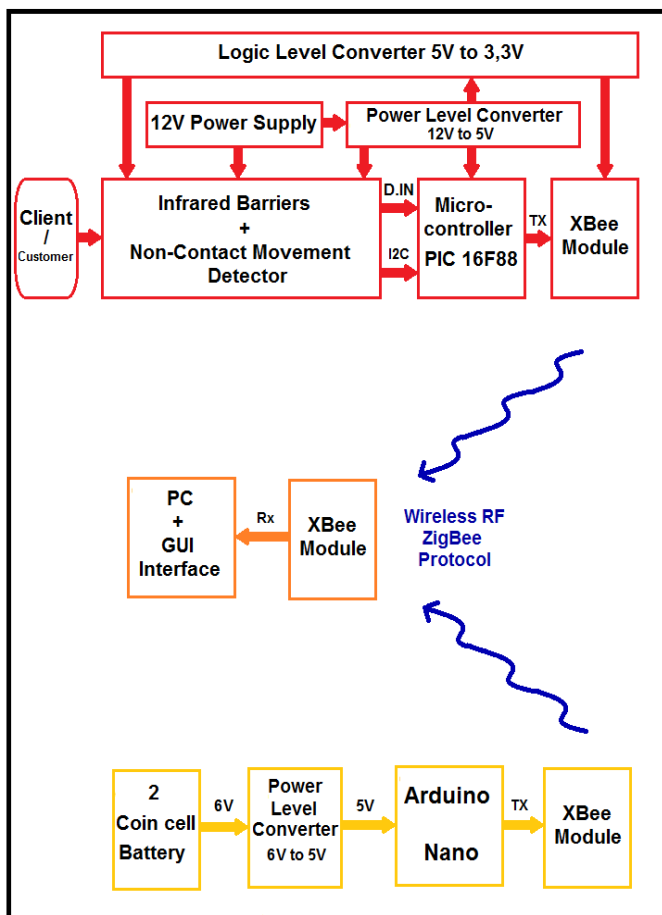 Logic Level Converter 5V to 3,3V
12V Power Supply
Power Level Converter
12V to 5V
Client
/
Customer
Infrared Barriers
+
Non-Contact Movement
Detector
D.IN
I2C
Micro-
controller
PIC 16F88
TX
XBee
Module
PC
+
GUI
Interface
Rx
XBee
Module
Wireless RF
ZigBee
Protocol
2
Coin cell
Battery
6V
Power
Level
Converter
6V to 5V
5V
Arduino
Nano
TX
XBee
Module